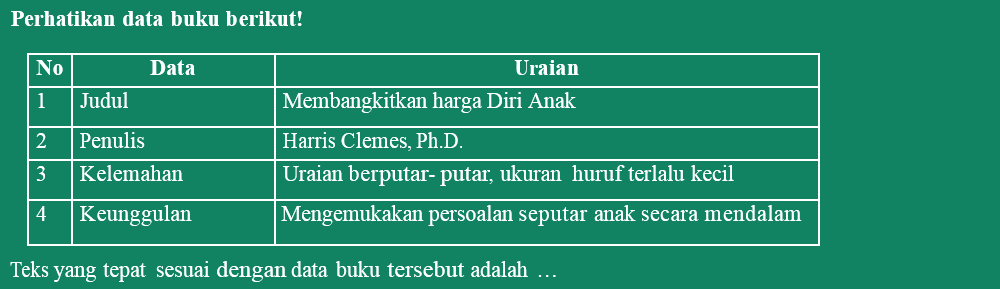 Perhatikan data buku berikut!
No Data Uraian
1 Judul Membangkitkan harga Diri Anak
2 Penulis Harris Clemes, Ph.D.
3 Kelemahan Uraian berputar- putar, ukuran huruf terlalu kecil
4 Keunggulan Mengemukakan persoalan seputar anak secara mendalam
Teks yang tepat sesuai dengan data buku tersebut adalah …